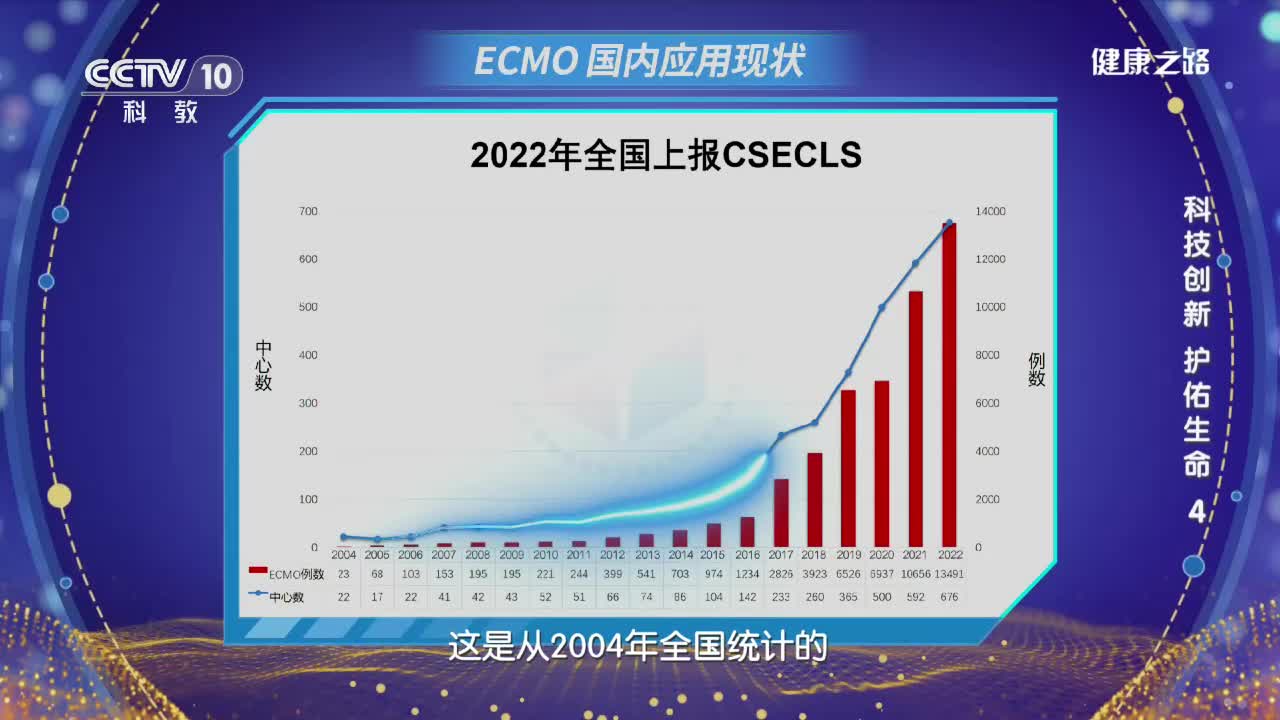 ECMO 国内应用现状
CCTV 10
科教
健康之路
2022年全国上报CSECLS
700 14000
600 12000
500 10000
400 8000
300 6000
200 4000
100 2000
0 0
中心数
例数
2004 2005 2006 2007 2008 2009 2010 2011 2012 2013 2014 2015 2016 2017 2018 2019 2020 2021 2022
ECMO例数 23 68 103 153 195 195 221 244 399 541 703 974 1234 2826 3923 6526 6937 10656 13491
中心数 22 17 22 41 42 43 52 51 66 74 86 104 142 233 260 365 500 592 676
科技创新 护佑生命 4
这是从2004年全国统计的